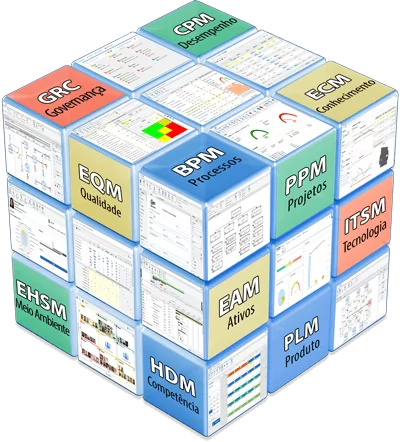 CPM
Desempenho
GRC
Governança
ECM
Conhecimento
BPM
Processos
EQM
Qualidade
PPM
Projetos
ITSM
Tecnologia
EAM
Ativos
EHSM
Meio Ambiente
PLM
Produto
HDM
Competência